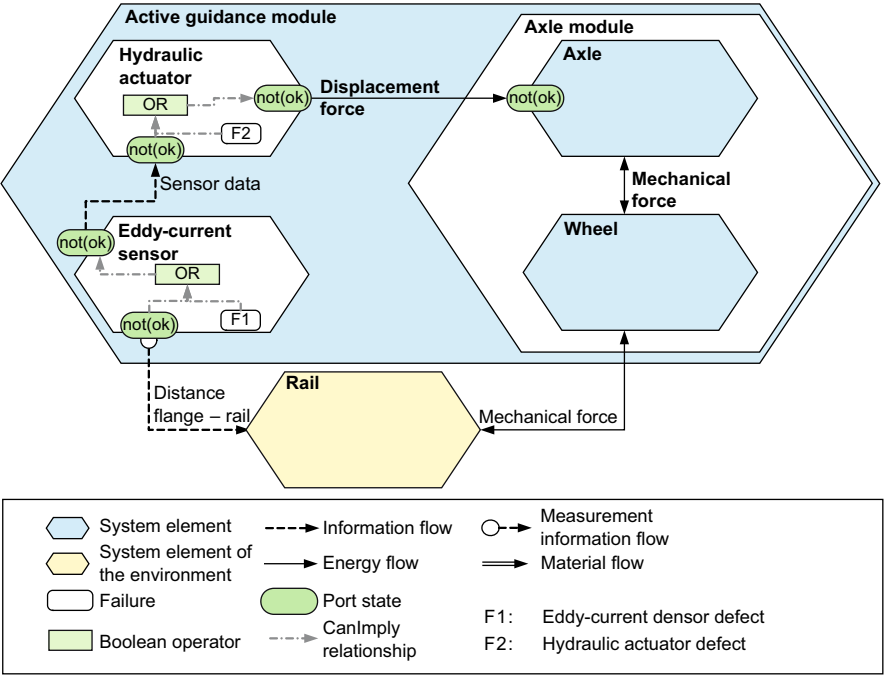 Active guidance module
Axle module
Hydraulic
actuator
Axle
OR
not(ok)
Displacement
force
not(ok)
F2
not(ok)
Sensor data
Mechanical
force
not(ok)
Eddy-current
sensor
Wheel
OR
not(ok)
F1
Distance
flange – rail
Rail
Mechanical force
System element
Information flow
Measurement
information flow
System element of
the environment
Energy flow
Material flow
Failure
Port state
F1: Eddy-current densor defect
Boolean operator
CanImply
relationship
F2: Hydraulic actuator defect